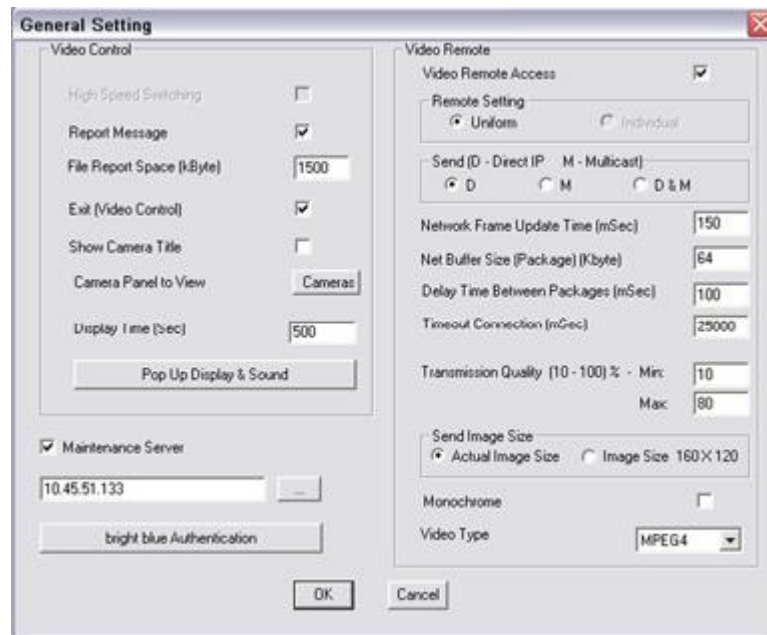 General Setting
Video Control
High Speed Switching
Report Message
File Report Space (kByte)
1500
Exit (Video Control)
Show Camera Title
Camera Panel to View
Cameras
Display Time (Sec)
500
Pop Up Display & Sound
Maintenance Server
10.45.51.133
...
bright blue Authentication
Video Remote
Video Remote Access
Remote Setting
Uniform
Individual
Send (D - Direct IP M - Multicast)
D
M
D & M
Network Frame Update Time (mSec)
150
Net Buffer Size (Package) (Kbyte)
64
Delay Time Between Packages (mSec)
100
Timeout Connection (mSec)
25000
Transmission Quality (10 - 100) % - Min:
10
Max:
80
Send Image Size
Actual Image Size
Image Size 160X120
Monochrome
Video Type
MPEG4
OK
Cancel